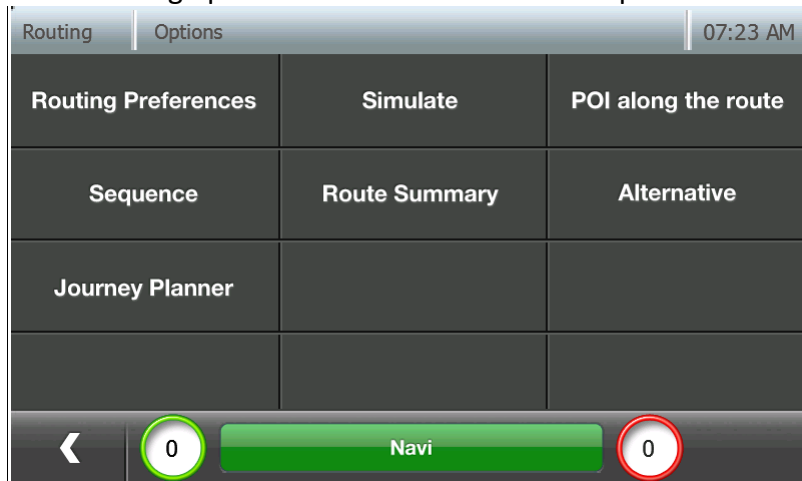 Routing Options 07:23 AM
Routing Preferences Simulate POI along the route
Sequence Route Summary Alternative
Journey Planner
0 Navi 0